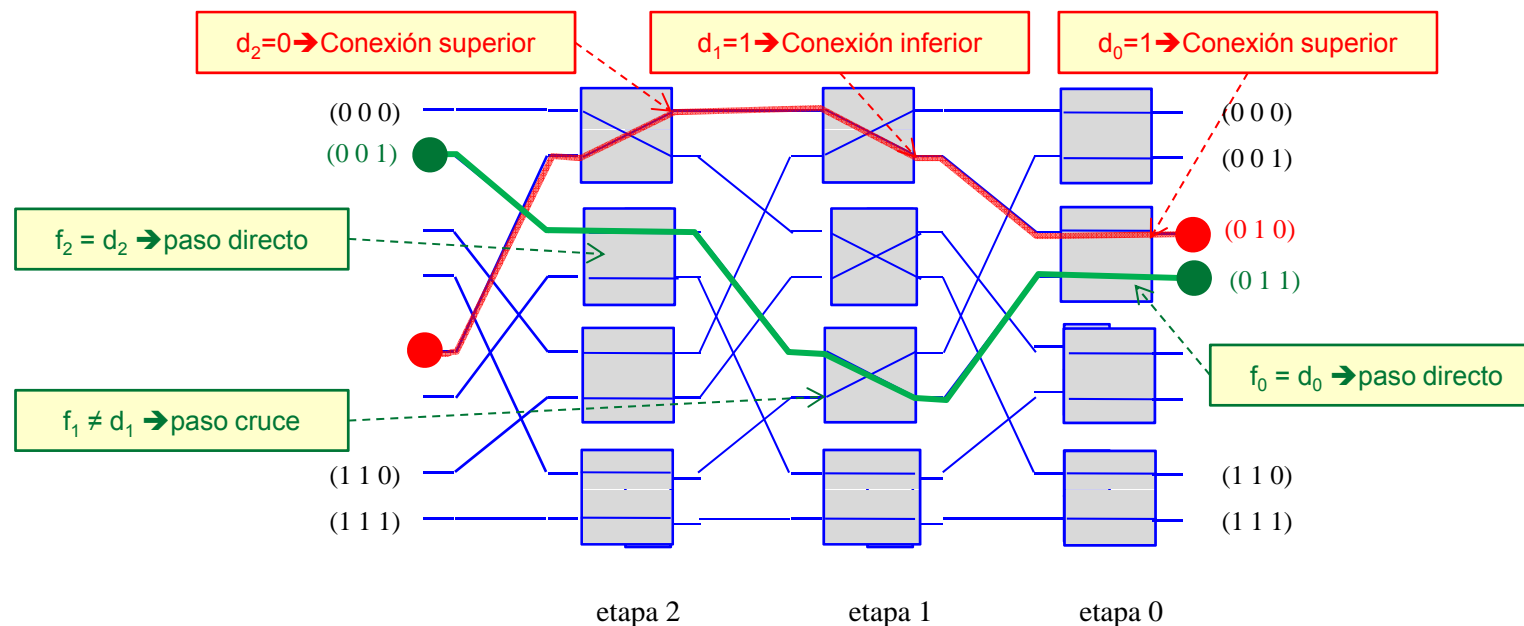 d₂=0➔Conexión superior
d₁=1➔Conexión inferior
d₀=1➔Conexión superior
(0 0 0)
(0 0 0)
(0 0 1)
(0 0 1)
f₂ = d₂ ➔paso directo
(0 1 0)
(0 1 1)
f₀ = d₀ ➔paso directo
f₁ ≠ d₁ ➔paso cruce
(1 1 0)
(1 1 0)
(1 1 1)
(1 1 1)
etapa 2
etapa 1
etapa 0